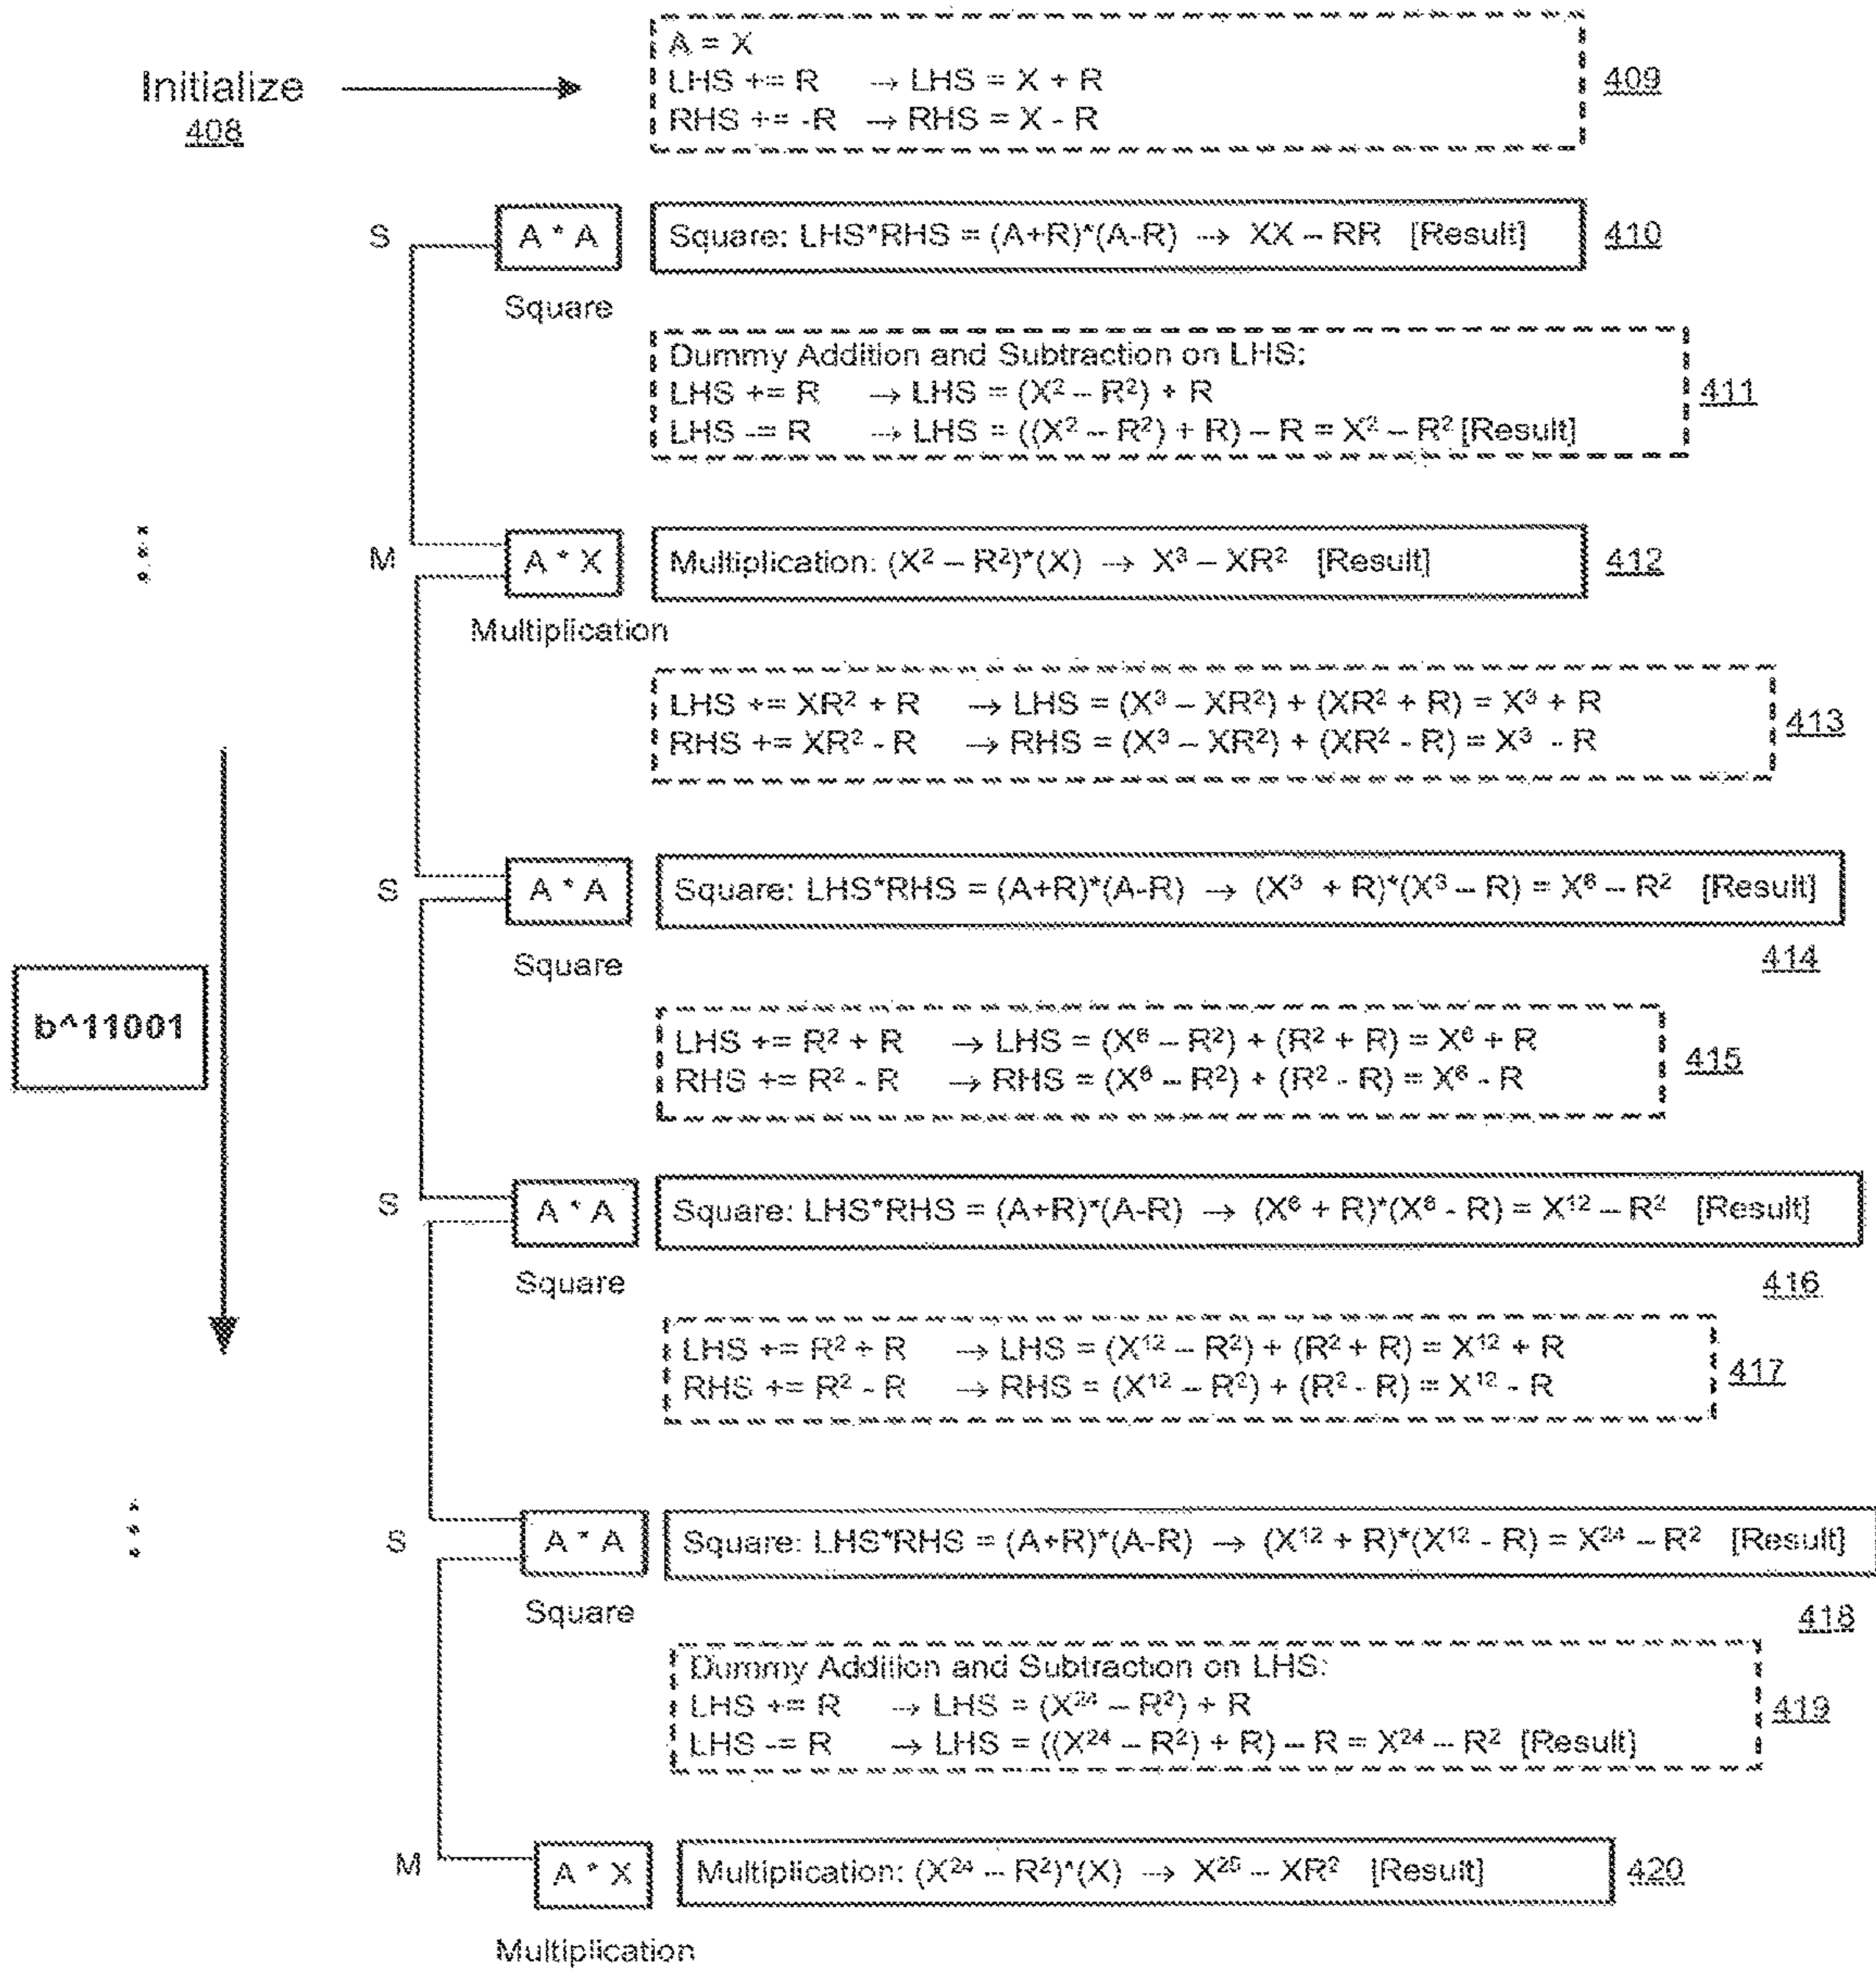 A = X
Initialize
LHS += R → LHS = X + R
409
RHS += -R → RHS = X - R
408
S
A * A
Square: LHS*RHS = (A+R)*(A-R) → XX – RR [Result]
410
Square
Dummy Addition and Subtraction on LHS:
LHS += R → LHS = (X² – R²) + R
411
LHS -= R → LHS = ((X² – R²) + R) – R = X² – R² [Result]
M
A * X
Multiplication: (X² – R²)*(X) → X³ – XR² [Result]
412
Multiplication
LHS += XR² + R → LHS = (X³ – XR²) + (XR² + R) = X³ + R
413
RHS += XR² - R → RHS = (X³ – XR²) + (XR² - R) = X³ - R
S
A * A
Square: LHS*RHS = (A+R)*(A-R) → (X³ + R)*(X³ – R) = X⁶ – R² [Result]
414
Square
b^11001
LHS += R² + R → LHS = (X⁶ – R²) + (R² + R) = X⁶ + R
415
RHS += R² - R → RHS = (X⁶ – R²) + (R² - R) = X⁶ - R
S
A * A
Square: LHS*RHS = (A+R)*(A-R) → (X⁶ + R)*(X⁶ - R) = X¹² – R² [Result]
416
Square
LHS += R² + R → LHS = (X¹² – R²) + (R² + R) = X¹² + R
417
RHS += R² - R → RHS = (X¹² – R²) + (R² - R) = X¹² - R
S
A * A
Square: LHS*RHS = (A+R)*(A-R) → (X¹² + R)*(X¹² - R) = X²⁴ – R² [Result]
418
Square
Dummy Addition and Subtraction on LHS:
LHS += R → LHS = (X²⁴ – R²) + R
419
LHS -= R → LHS = ((X²⁴ – R²) + R) – R = X²⁴ – R² [Result]
M
A * X
Multiplication: (X²⁴ – R²)*(X) → X²⁵ – XR² [Result]
420
Multiplication